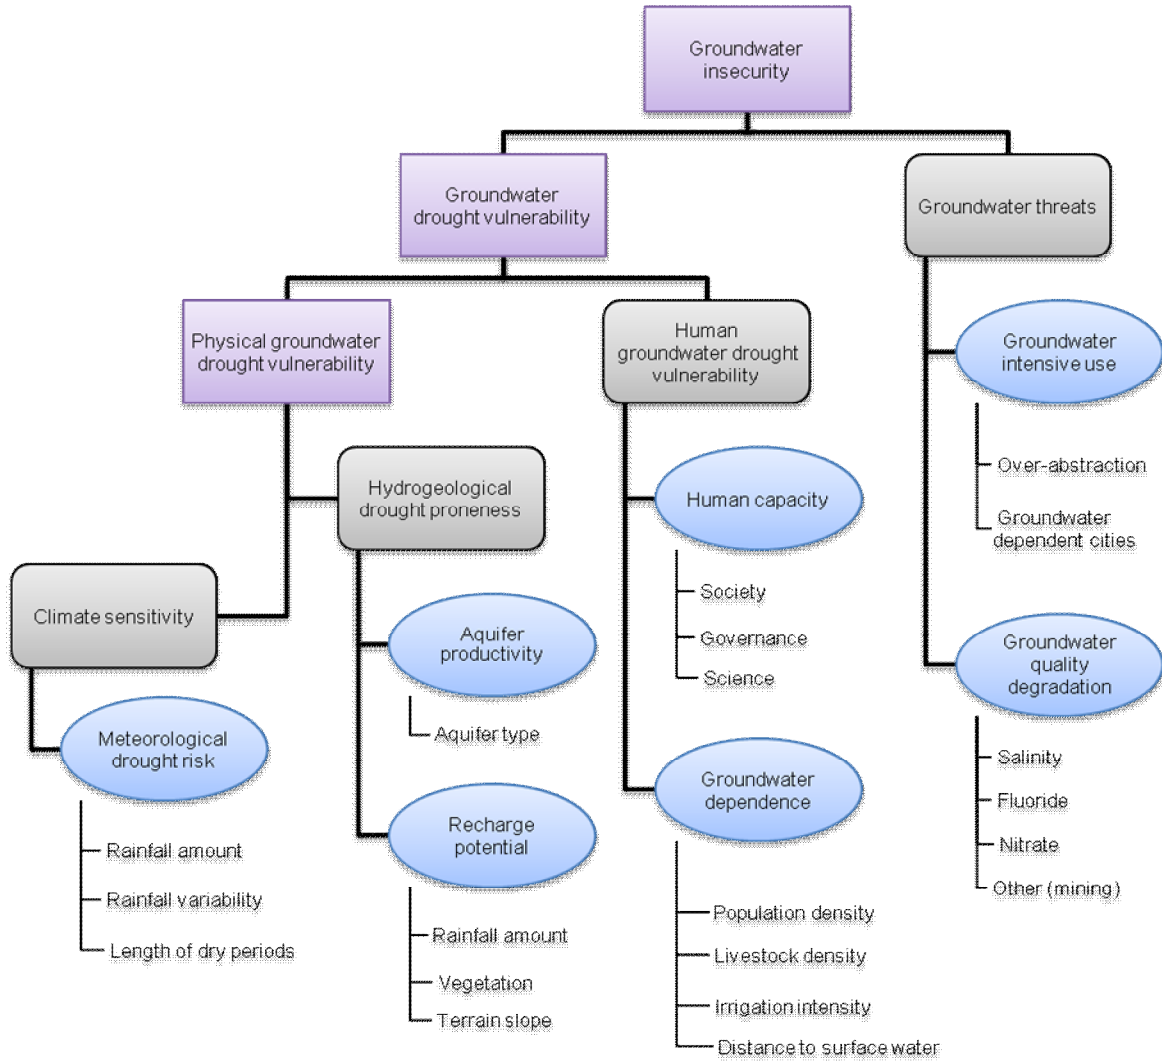 Groundwater
insecurity
Groundwater
drought vulnerability
Groundwater threats
Physical groundwater
drought vulnerability
Human
groundwater drought
vulnerability
Groundwater
intensive use
Over-abstraction
Groundwater
dependent cities
Hydrogeological
drought proneness
Human capacity
Society
Governance
Science
Climate sensitivity
Aquifer
productivity
Aquifer type
Groundwater
quality
degradation
Salinity
Fluoride
Nitrate
Other (mining)
Meteorological
drought risk
Rainfall amount
Rainfall variability
Length of dry periods
Recharge
potential
Rainfall amount
Vegetation
Terrain slope
Groundwater
dependence
Population density
Livestock density
Irrigation intensity
Distance to surface water